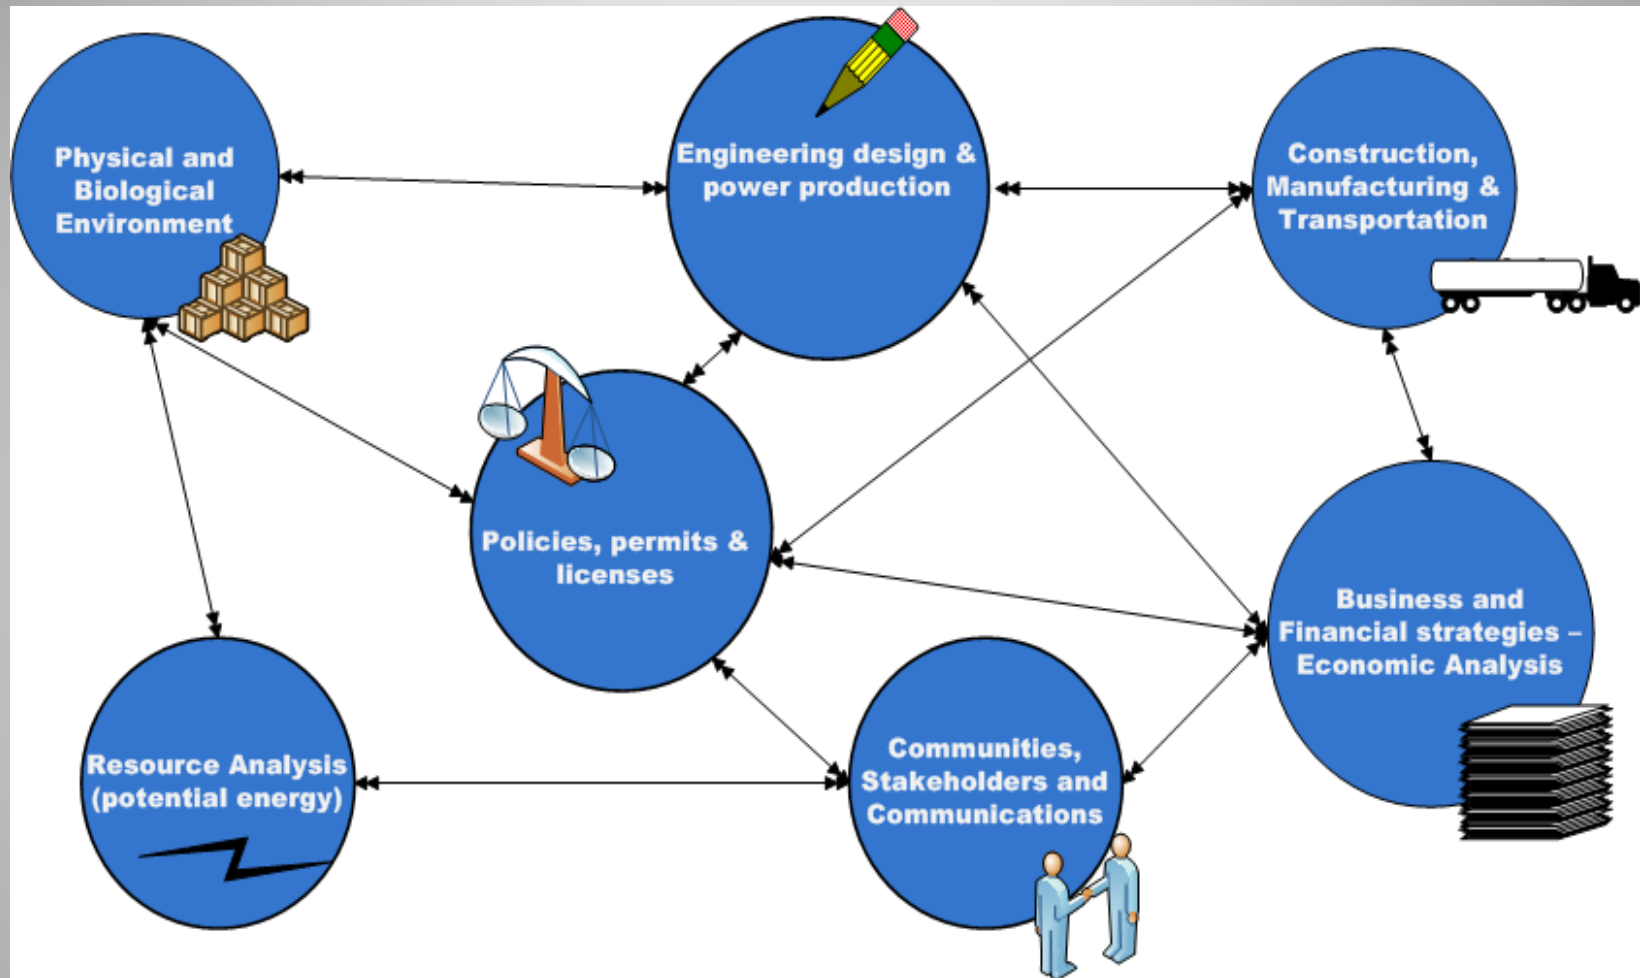 Physical and
Biological
Environment
Engineering design &
power production
Construction,
Manufacturing &
Transportation
Policies, permits &
licenses
Business and
Financial strategies –
Economic Analysis
Resource Analysis
(potential energy)
Communities,
Stakeholders and
Communications